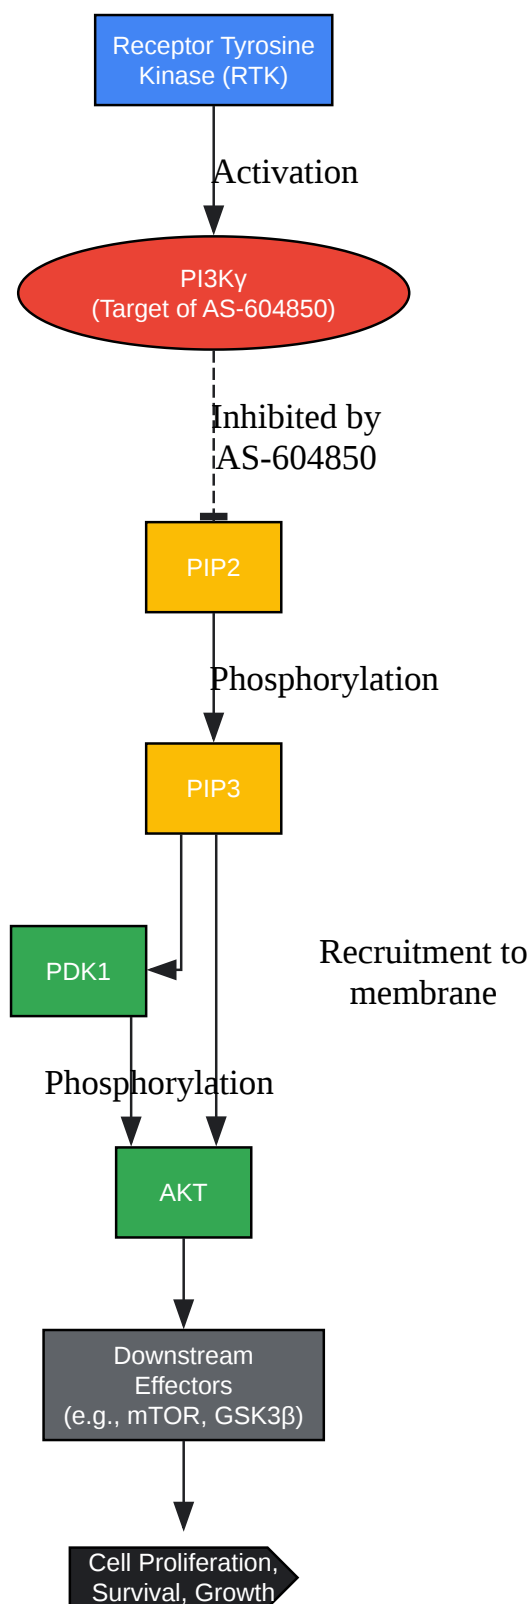 Receptor Tyrosine
Kinase (RTK)
Activation
PI3Kγ
(Target of AS-604850)
Inhibited by
AS-604850
PIP2
Phosphorylation
PIP3
PDK1
Recruitment to
membrane
Phosphorylation
AKT
Downstream
Effectors
(e.g., mTOR, GSK3β)
Cell Proliferation,
Survival, Growth